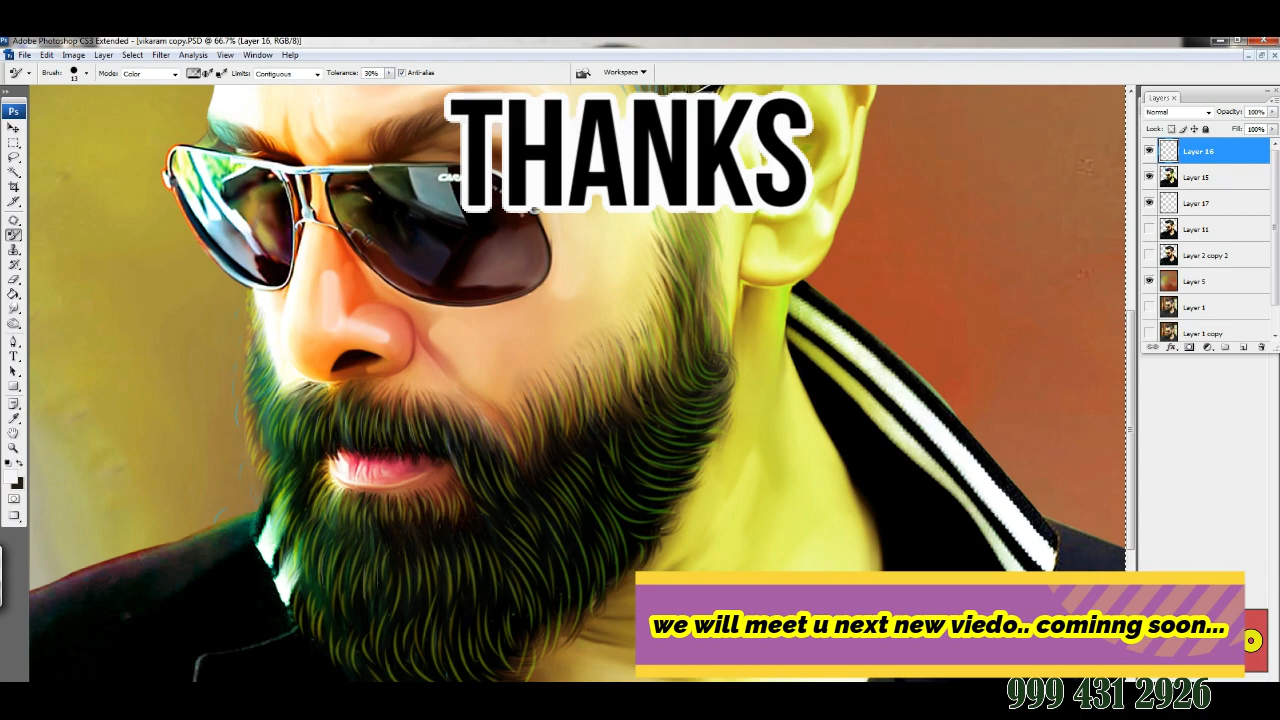 Adobe Photoshop CS3 Extended - [vikaram copy.PSD @ 66.7% (Layer 16, RGB/8)]
File Edit Image Layer Select Filter Analysis View Window Help
Brush: 13 Mode: Color Limits: Contiguous Tolerance: 30% Anti-alias Workspace
Ps
THANKS
Layers x
Normal Opacity: 100%
Lock: Fill: 100%
Layer 16
Layer 15
Layer 17
Layer 11
Layer 2 copy 2
Layer 5
Layer 1
Layer 1 copy
we will meet u next new viedo.. cominng soon...
999 431 2926